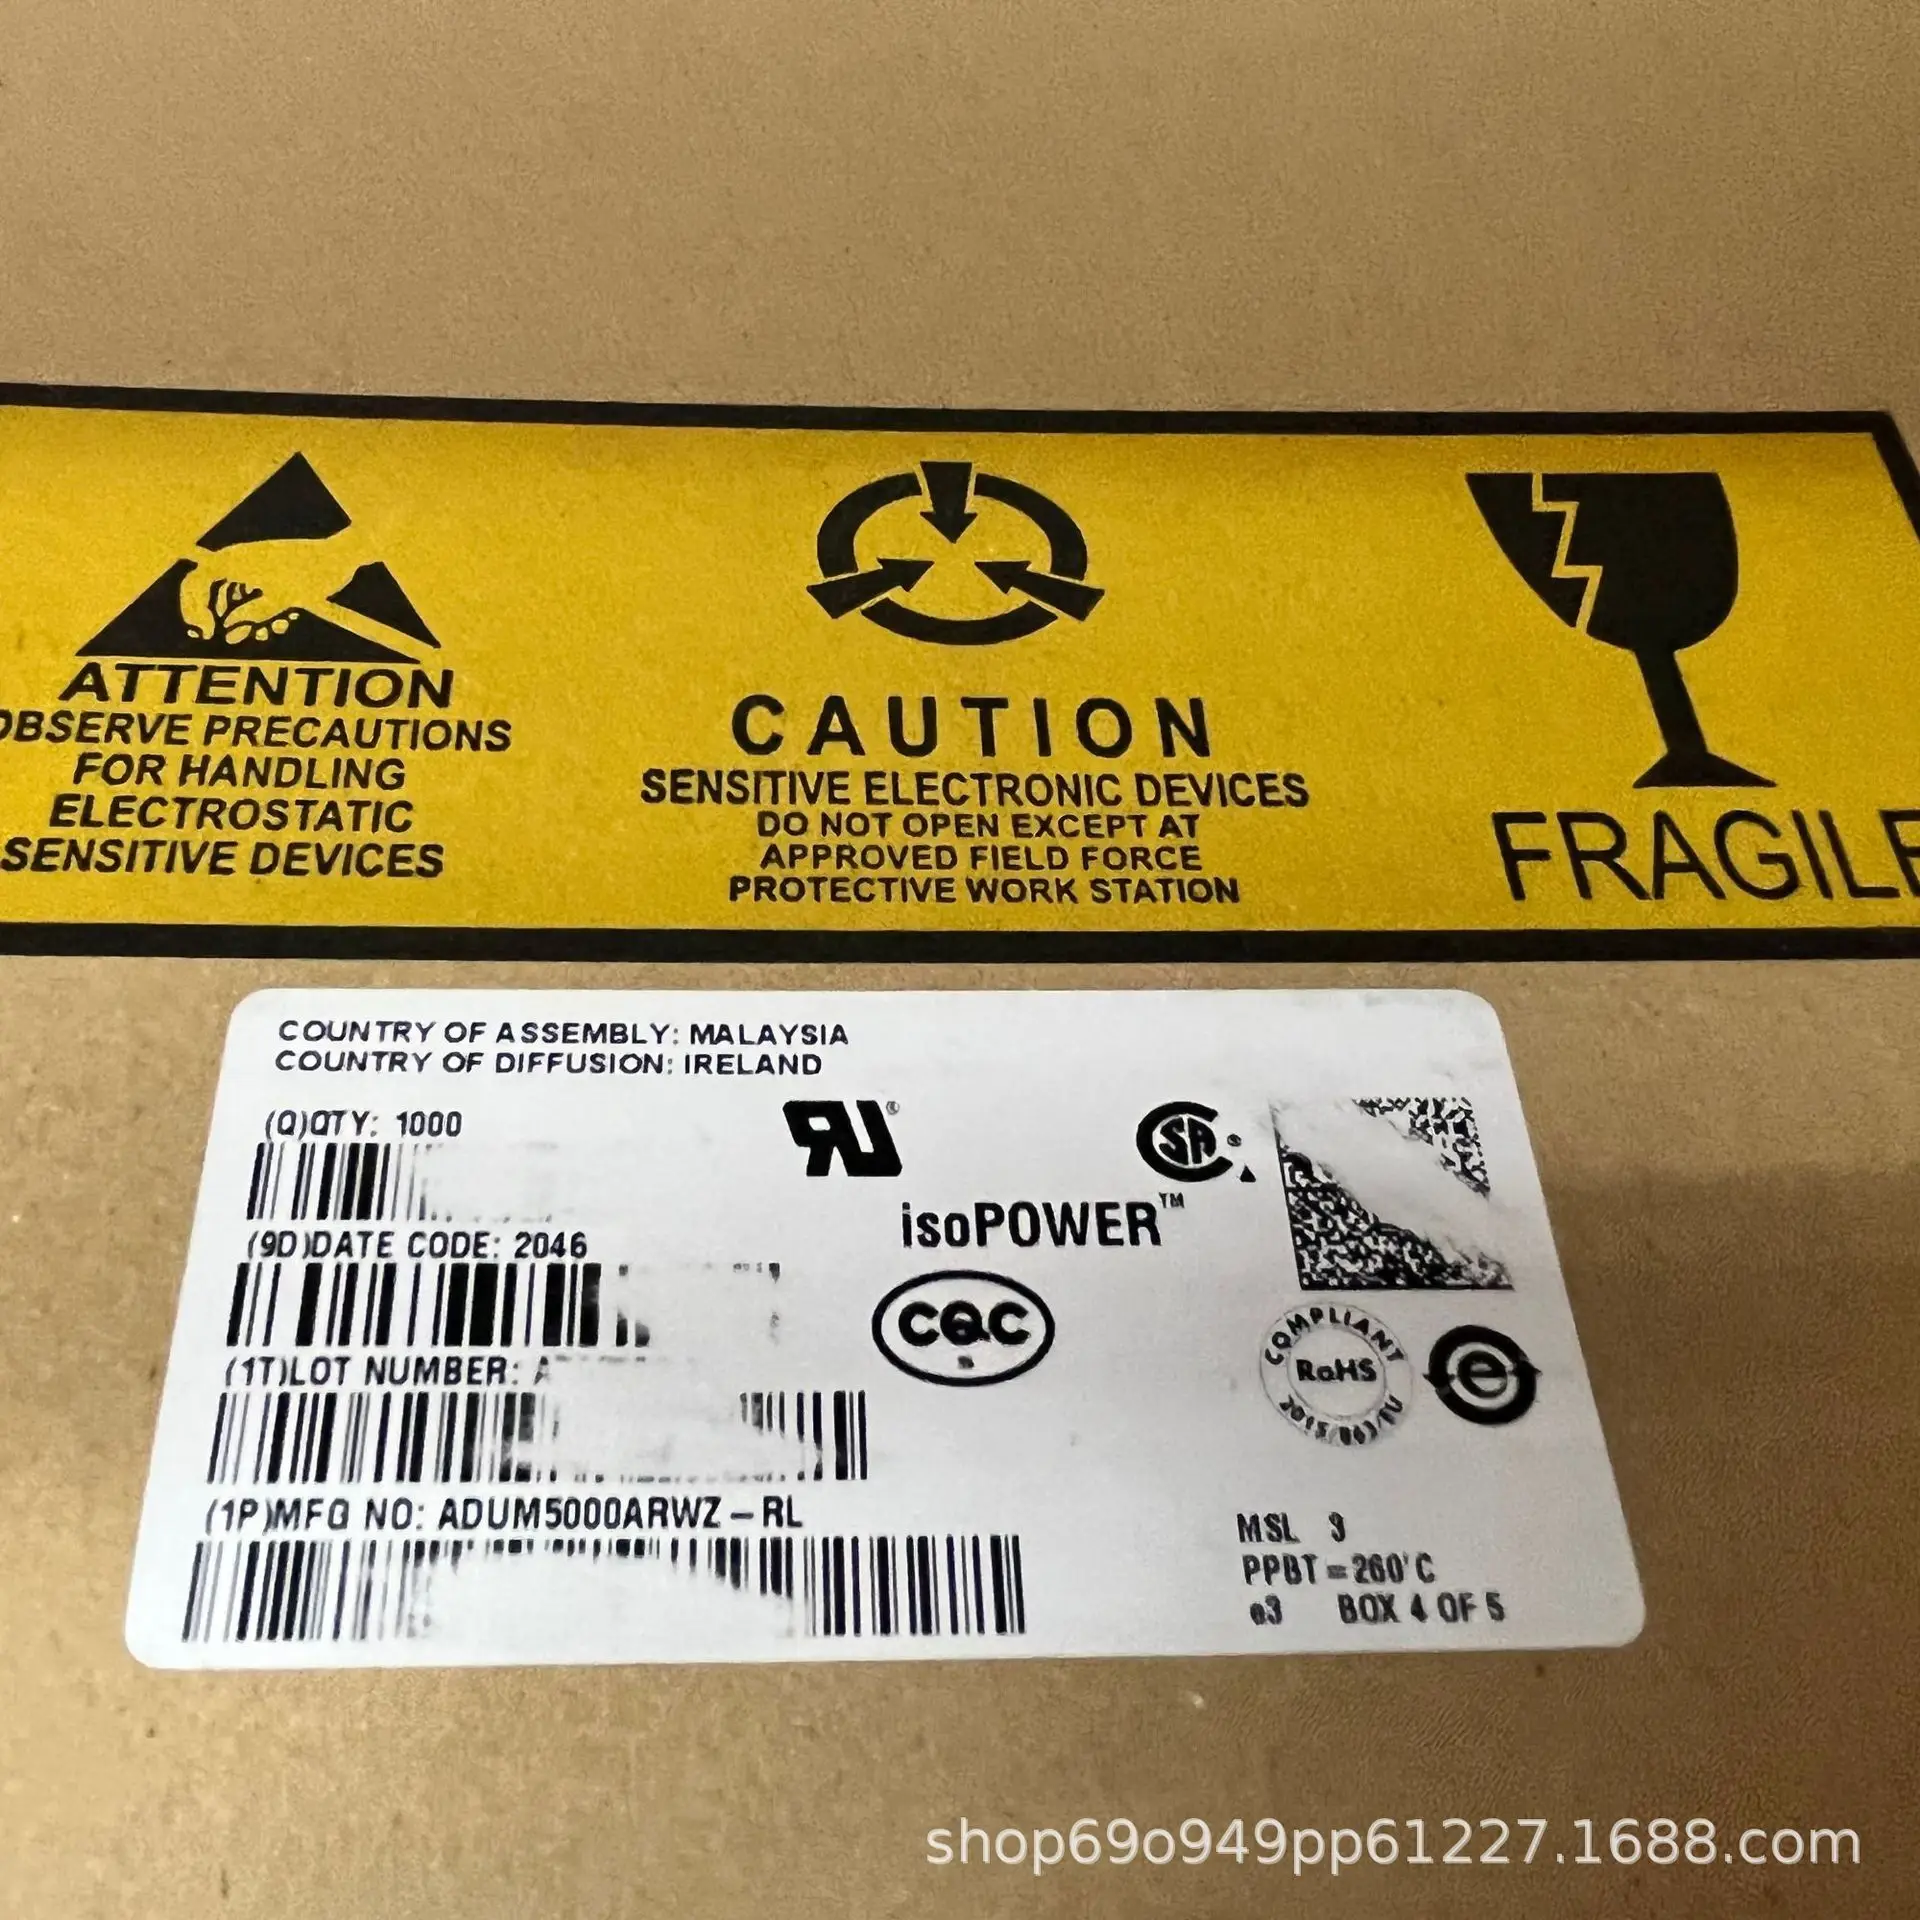 ATTENTION
OBSERVE PRECAUTIONS
FOR HANDLING
ELECTROSTATIC
SENSITIVE DEVICES
CAUTION
SENSITIVE ELECTRONIC DEVICES
DO NOT OPEN EXCEPT AT
APPROVED FIELD FORCE
PROTECTIVE WORK STATION
FRAGILE
COUNTRY OF ASSEMBLY: MALAYSIA
COUNTRY OF DIFFUSION: IRELAND
(Q)QTY: 1000
(9D)DATE CODE: 2046
(1T)LOT NUMBER: A
(1P)MFG NO: ADUM5000ARWZ-RL
RU®
CSA®
isoPOWER™
CQC
COMPLIANT
RoHS
e
MSL 3
PPBT=260°C
e3 BOX 4 OF 5
shop69o949pp61227.1688.com